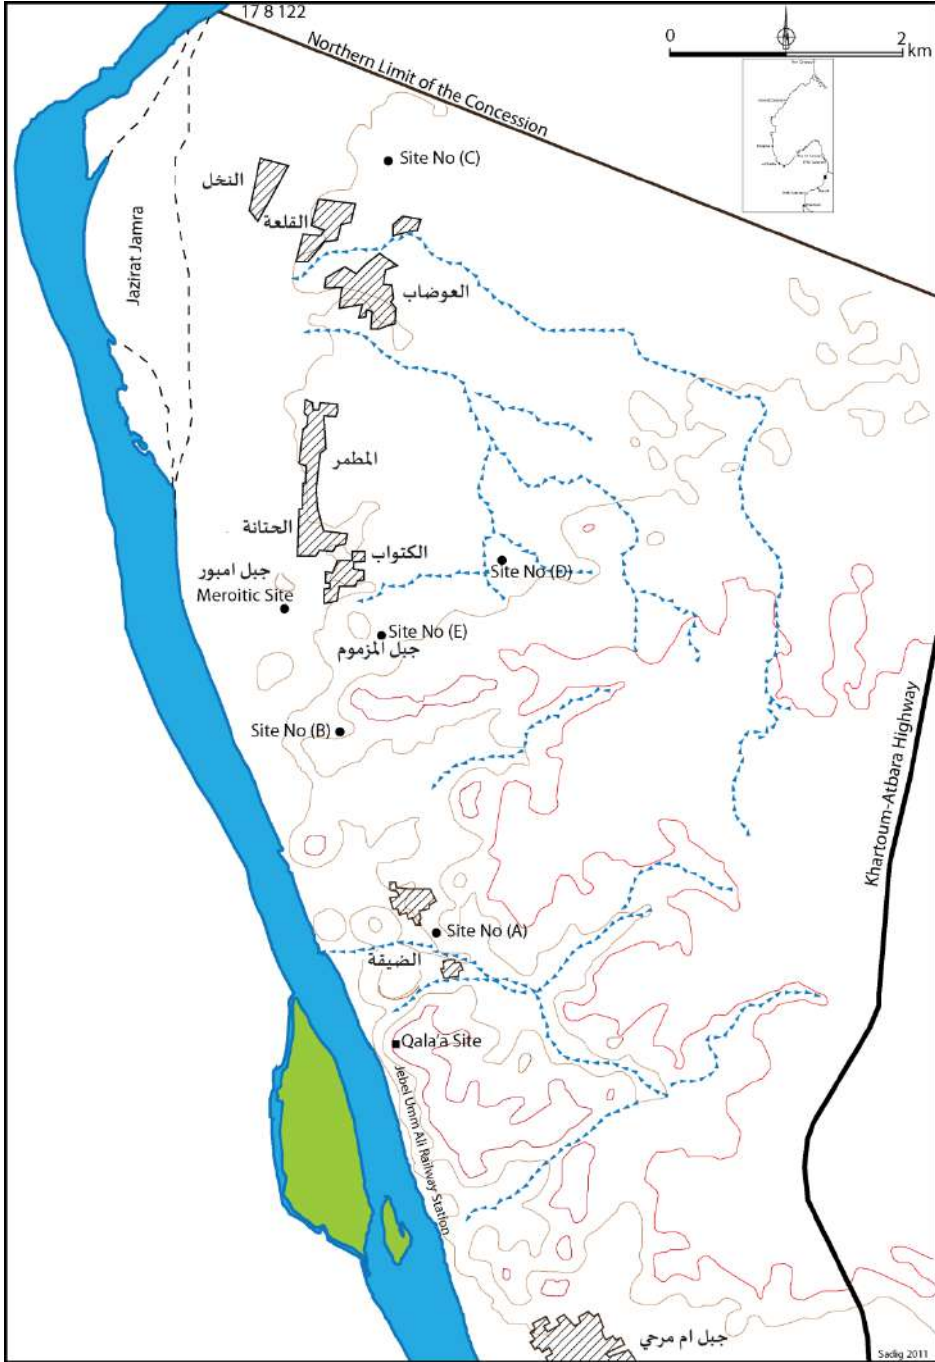 17 8 122
Northern Limit of the Concession
0 2
km
Site No (C)
النخل
القلعة
العوضاب
Jazirat Jamra
المطمر
الحتانة
الكتواب
جبل امبور
Meroitic Site
Site No (D)
Site No (E)
جبل المزموم
Site No (B)
Khartoum-Atbara Highway
Site No (A)
الضيقة
Qala'a Site
Jebel Umm Ali Railway Station
جبل ام مرحي
Sadig 2011